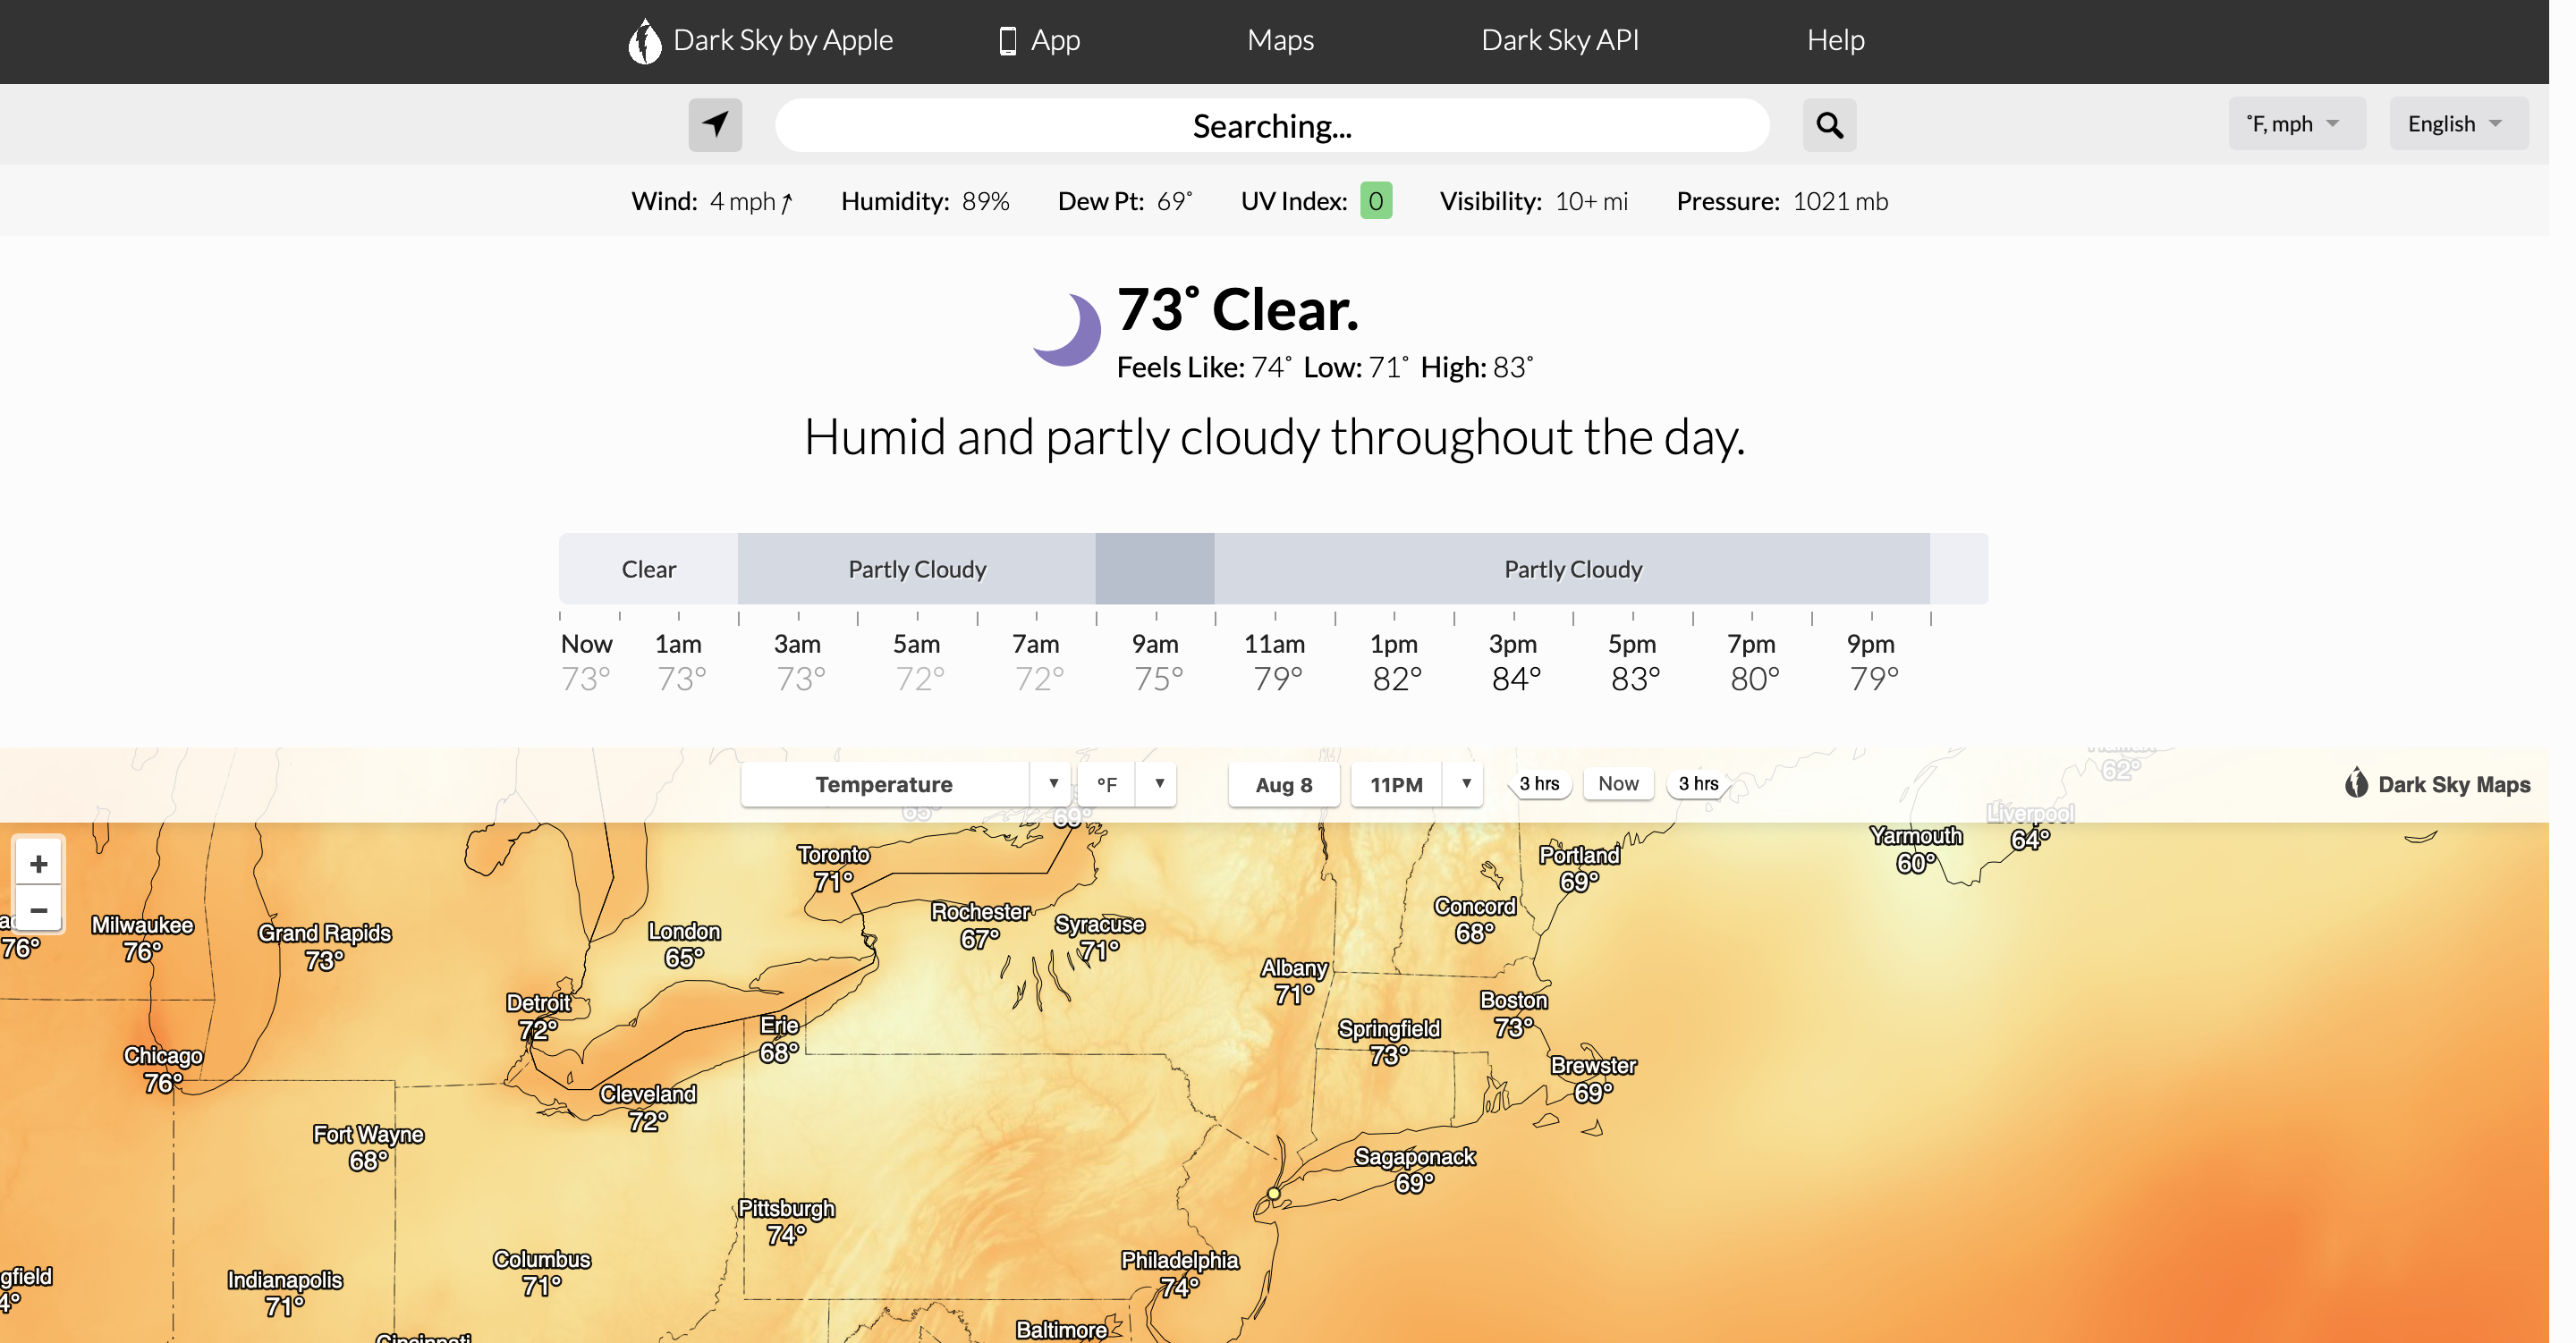 Dark Sky by Apple App Maps Dark Sky API Help
Searching... ˚F, mph English
Wind: 4 mph Humidity: 89% Dew Pt: 69˚ UV Index: 0 Visibility: 10+ mi Pressure: 1021 mb
73˚ Clear.
Feels Like: 74˚ Low: 71˚ High: 83˚
Humid and partly cloudy throughout the day.
Clear Partly Cloudy Partly Cloudy
Now 1am 3am 5am 7am 9am 11am 1pm 3pm 5pm 7pm 9pm
73° 73° 73° 72° 72° 75° 79° 82° 84° 83° 80° 79°
62°
Temperature °F Aug 8 11PM 3 hrs Now 3 hrs Dark Sky Maps
65° 69°
Liverpool
64°
Yarmouth
60°
+
−
Toronto
71°
Portland
69°
Concord
68°
Rochester
67°
Syracuse
71°
76°
Milwaukee
76°
Grand Rapids
73°
London
65°
Albany
71°
Detroit
72°
Boston
73°
Springfield
73°
Erie
68°
Chicago
76°
Brewster
69°
Cleveland
72°
Fort Wayne
68°
Sagaponack
69°
Pittsburgh
74°
Columbus
71°
Philadelphia
74°
gfield
4°
Indianapolis
71°
Baltimore
Cincinnati